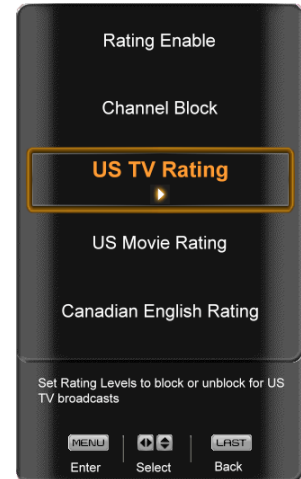 Rating Enable
Channel Block
US TV Rating
US Movie Rating
Canadian English Rating
Set Rating Levels to block or unblock for US
TV broadcasts
MENU LAST
Enter Select Back